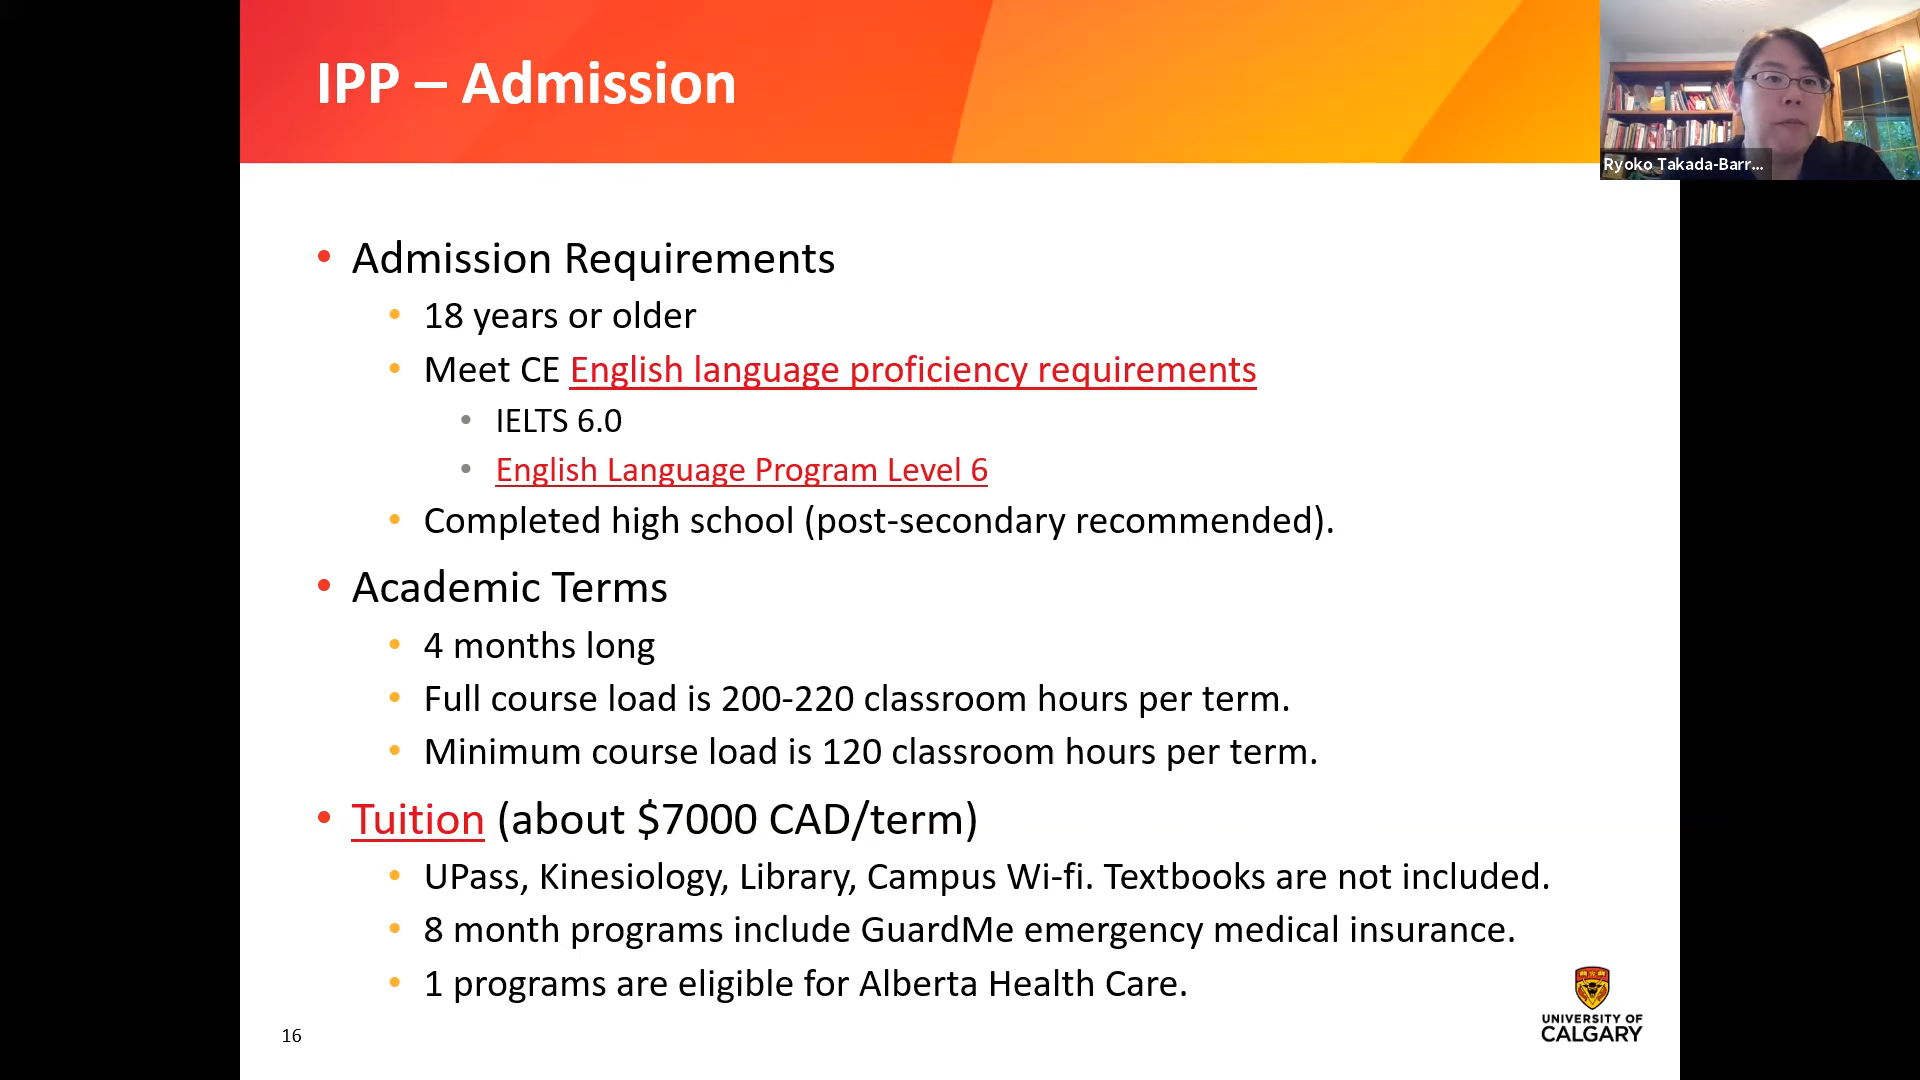 IPP – Admission
Ryoko Takada-Barr...
• Admission Requirements
• 18 years or older
• Meet CE English language proficiency requirements
• IELTS 6.0
• English Language Program Level 6
• Completed high school (post-secondary recommended).
• Academic Terms
• 4 months long
• Full course load is 200-220 classroom hours per term.
• Minimum course load is 120 classroom hours per term.
• Tuition (about $7000 CAD/term)
• UPass, Kinesiology, Library, Campus Wi-fi. Textbooks are not included.
• 8 month programs include GuardMe emergency medical insurance.
• 1 programs are eligible for Alberta Health Care.
16
UNIVERSITY OF
CALGARY